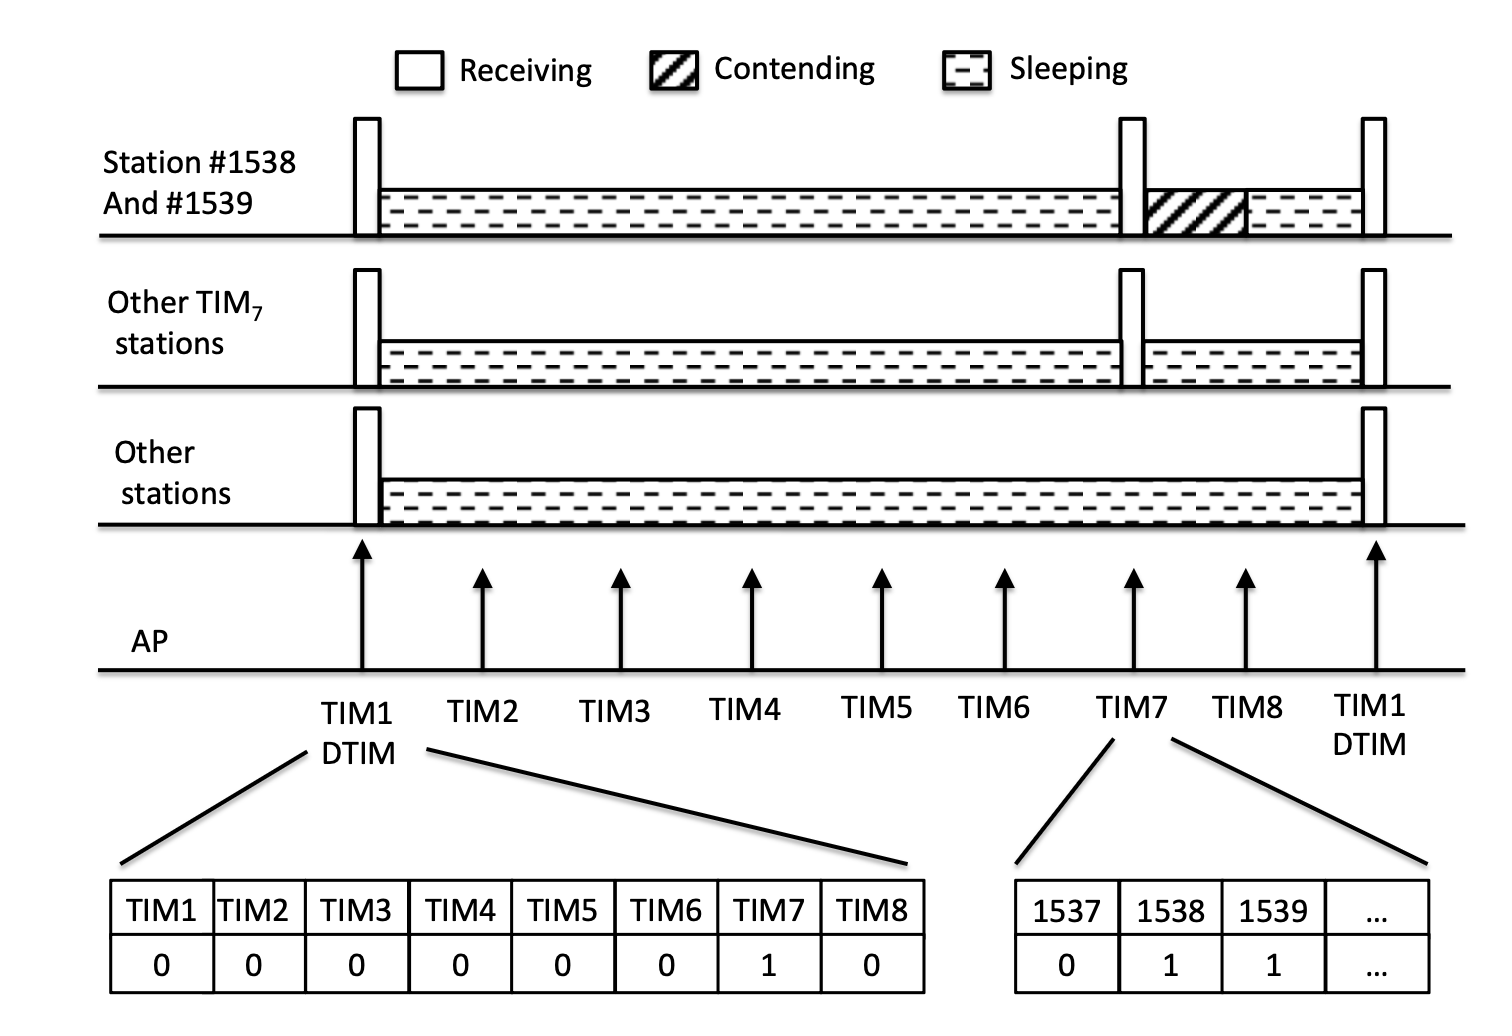 Receiving Contending Sleeping
Station #1538
And #1539
Other TIM7
stations
Other
stations
AP
TIM1 TIM2 TIM3 TIM4 TIM5 TIM6 TIM7 TIM8 TIM1
DTIM DTIM
TIM1 TIM2 TIM3 TIM4 TIM5 TIM6 TIM7 TIM8
0 0 0 0 0 0 1 0
1537 1538 1539 ...
0 1 1 ...